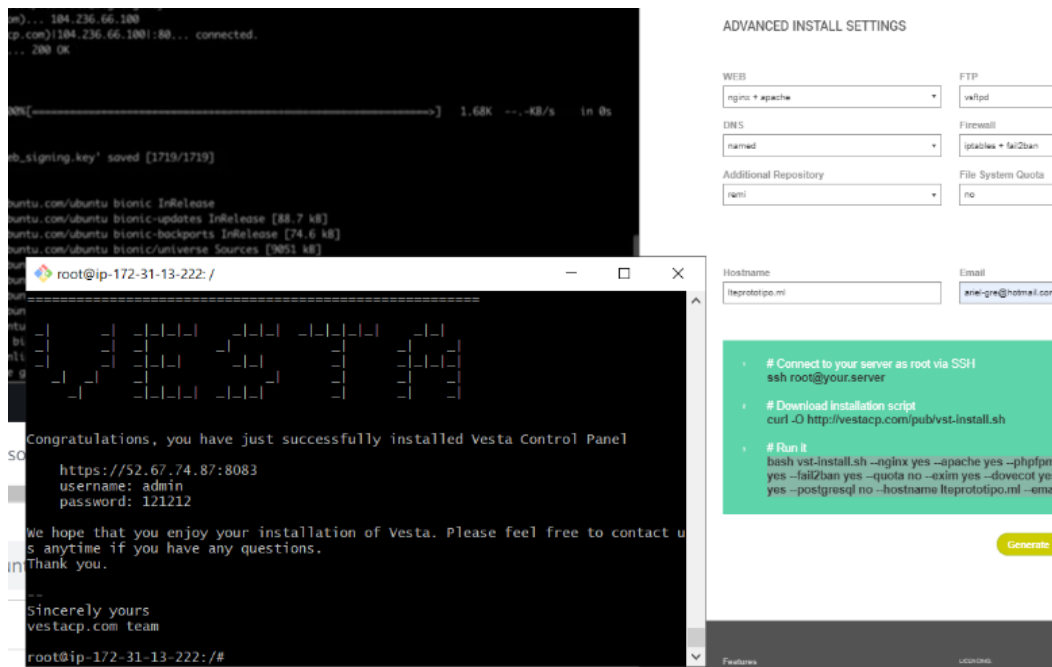 om)... 104.236.66.100
cp.com)|104.236.66.100|:80... connected.
... 200 OK
00%[=================================================================>] 1.68K --.-KB/s in 0s
eb_signing.key' saved [1719/1719]
buntu.com/ubuntu bionic InRelease
buntu.com/ubuntu bionic-updates InRelease [88.7 kB]
buntu.com/ubuntu bionic-backports InRelease [74.6 kB]
buntu.com/ubuntu bionic/universe Sources [9051 kB]
root@ip-172-31-13-222: /
=======================================================
VESTA
Congratulations, you have just successfully installed Vesta Control Panel
https://52.67.74.87:8083
username: admin
password: 121212
We hope that you enjoy your installation of Vesta. Please feel free to contact u
s anytime if you have any questions.
Thank you.
--
Sincerely yours
vestacp.com team
root@ip-172-31-13-222:/#
ADVANCED INSTALL SETTINGS
WEB FTP
nginx + apache vsftpd
DNS Firewall
named iptables + fail2ban
Additional Repository File System Quota
remi no
Hostname Email
lteprototipo.ml ariel-gre@hotmail.com
1 # Connect to your server as root via SSH
ssh root@your.server
2 # Download installation script
curl -O http://vestacp.com/pub/vst-install.sh
3 # Run it
bash vst-install.sh --nginx yes --apache yes --phpfpm
yes --fail2ban yes --quota no --exim yes --dovecot yes
yes --postgresql no --hostname lteprototipo.ml --ema
Generate
Features LICENSING